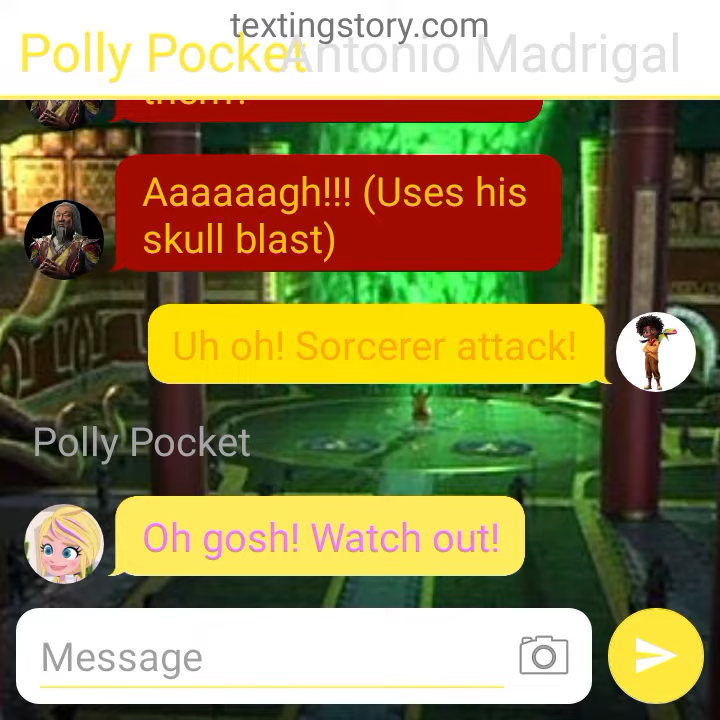 textingstory.com
Polly Pocket Antonio Madrigal
them!
Aaaaaagh!!! (Uses his
skull blast)
Uh oh! Sorcerer attack!
Polly Pocket
Oh gosh! Watch out!
Message